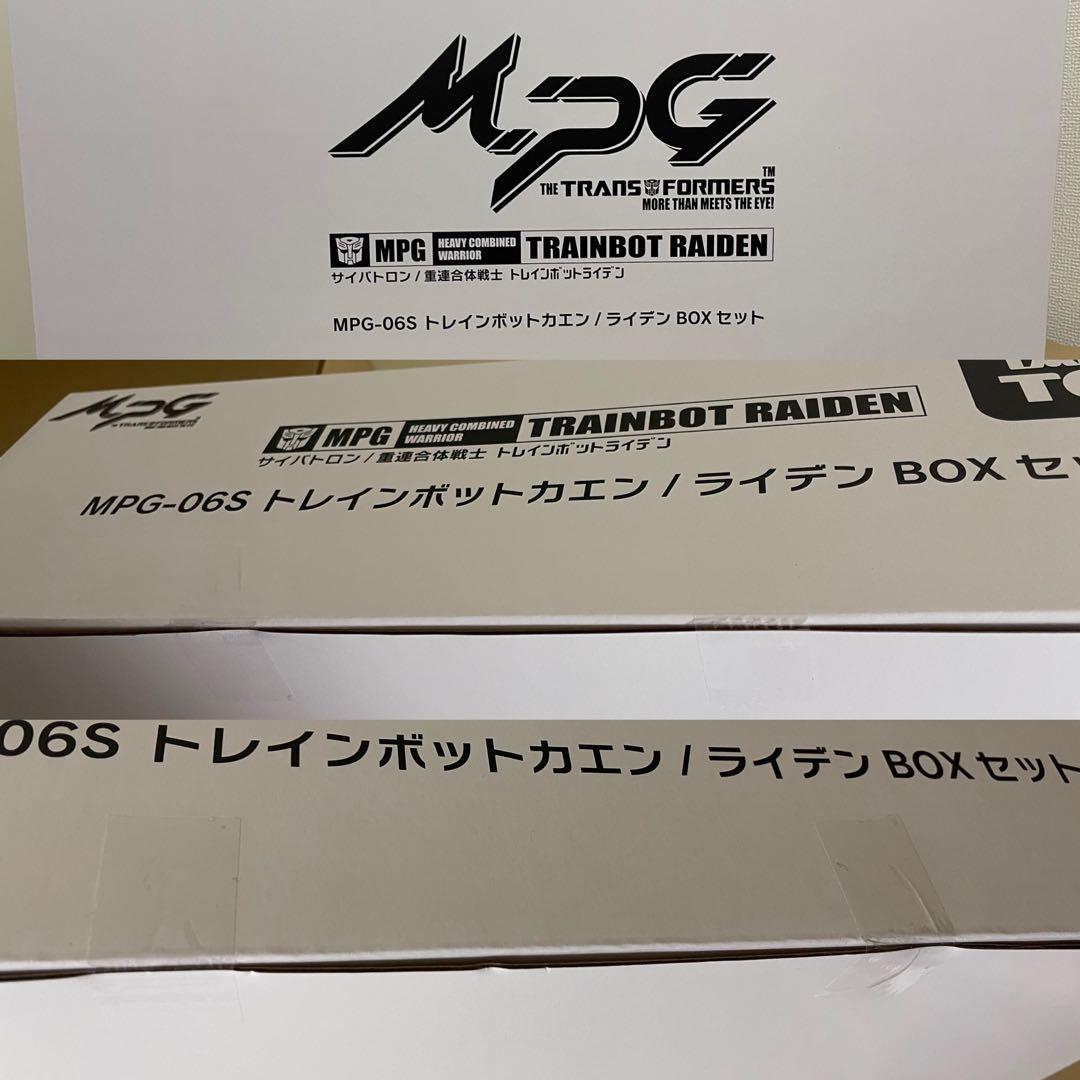 MPG
THE TRANSFORMERS™
MORE THAN MEETS THE EYE!
MPG HEAVY COMBINED WARRIOR TRAINBOT RAIDEN
サイバトロン/重連合体戦士 トレインボットライデン
MPG-06S トレインボットカエン/ライデン BOXセット
MPG
THE TRANSFORMERS
MPG HEAVY COMBINED WARRIOR TRAINBOT RAIDEN
サイバトロン/重連合体戦士 トレインボットライデン
MPG-06S トレインボットカエン/ライデン BOX セ
06S トレインボットカエン/ライデン BOXセット